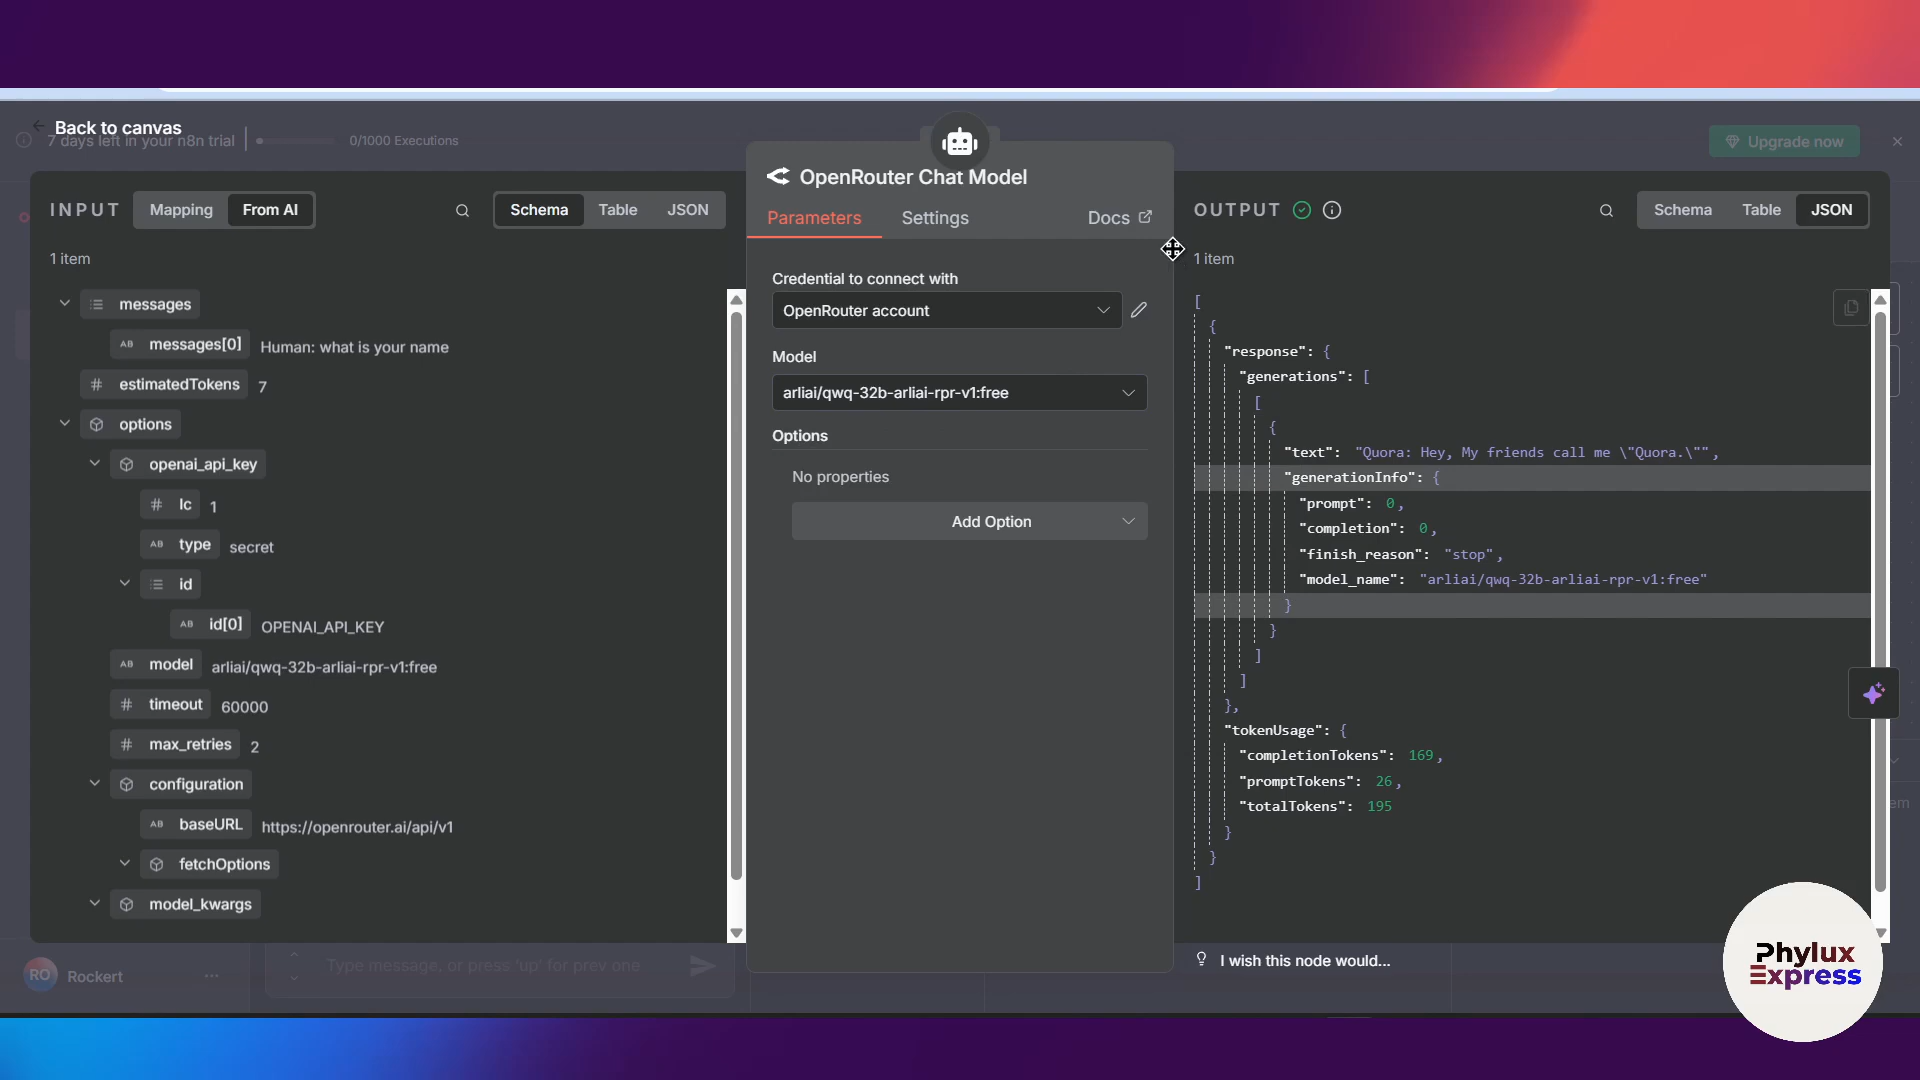 Back to canvas
7 days left in your n8n trial
0/1000 Executions
Upgrade now
INPUT
Mapping
From AI
Schema
Table
JSON
1 item
messages
AB messages[0] Human: what is your name
# estimatedTokens 7
options
openai_api_key
# lc 1
AB type secret
id
AB id[0] OPENAI_API_KEY
AB model arliai/qwq-32b-arliai-rpr-v1:free
# timeout 60000
# max_retries 2
configuration
AB baseURL https://openrouter.ai/api/v1
fetchOptions
model_kwargs
OpenRouter Chat Model
Parameters
Settings
Docs
Credential to connect with
OpenRouter account
Model
arliai/qwq-32b-arliai-rpr-v1:free
Options
No properties
Add Option
OUTPUT
Schema
Table
JSON
1 item
[
{
"response": {
"generations": [
[
{
"text": "Quora: Hey, My friends call me \"Quora.\"",
"generationInfo": {
"prompt": 0,
"completion": 0,
"finish_reason": "stop",
"model_name": "arliai/qwq-32b-arliai-rpr-v1:free"
}
}
]
]
},
"tokenUsage": {
"completionTokens": 169,
"promptTokens": 26,
"totalTokens": 195
}
}
]
I wish this node would...
RO Rockert
Type message, or press 'up' for prev one
Phylux
Express